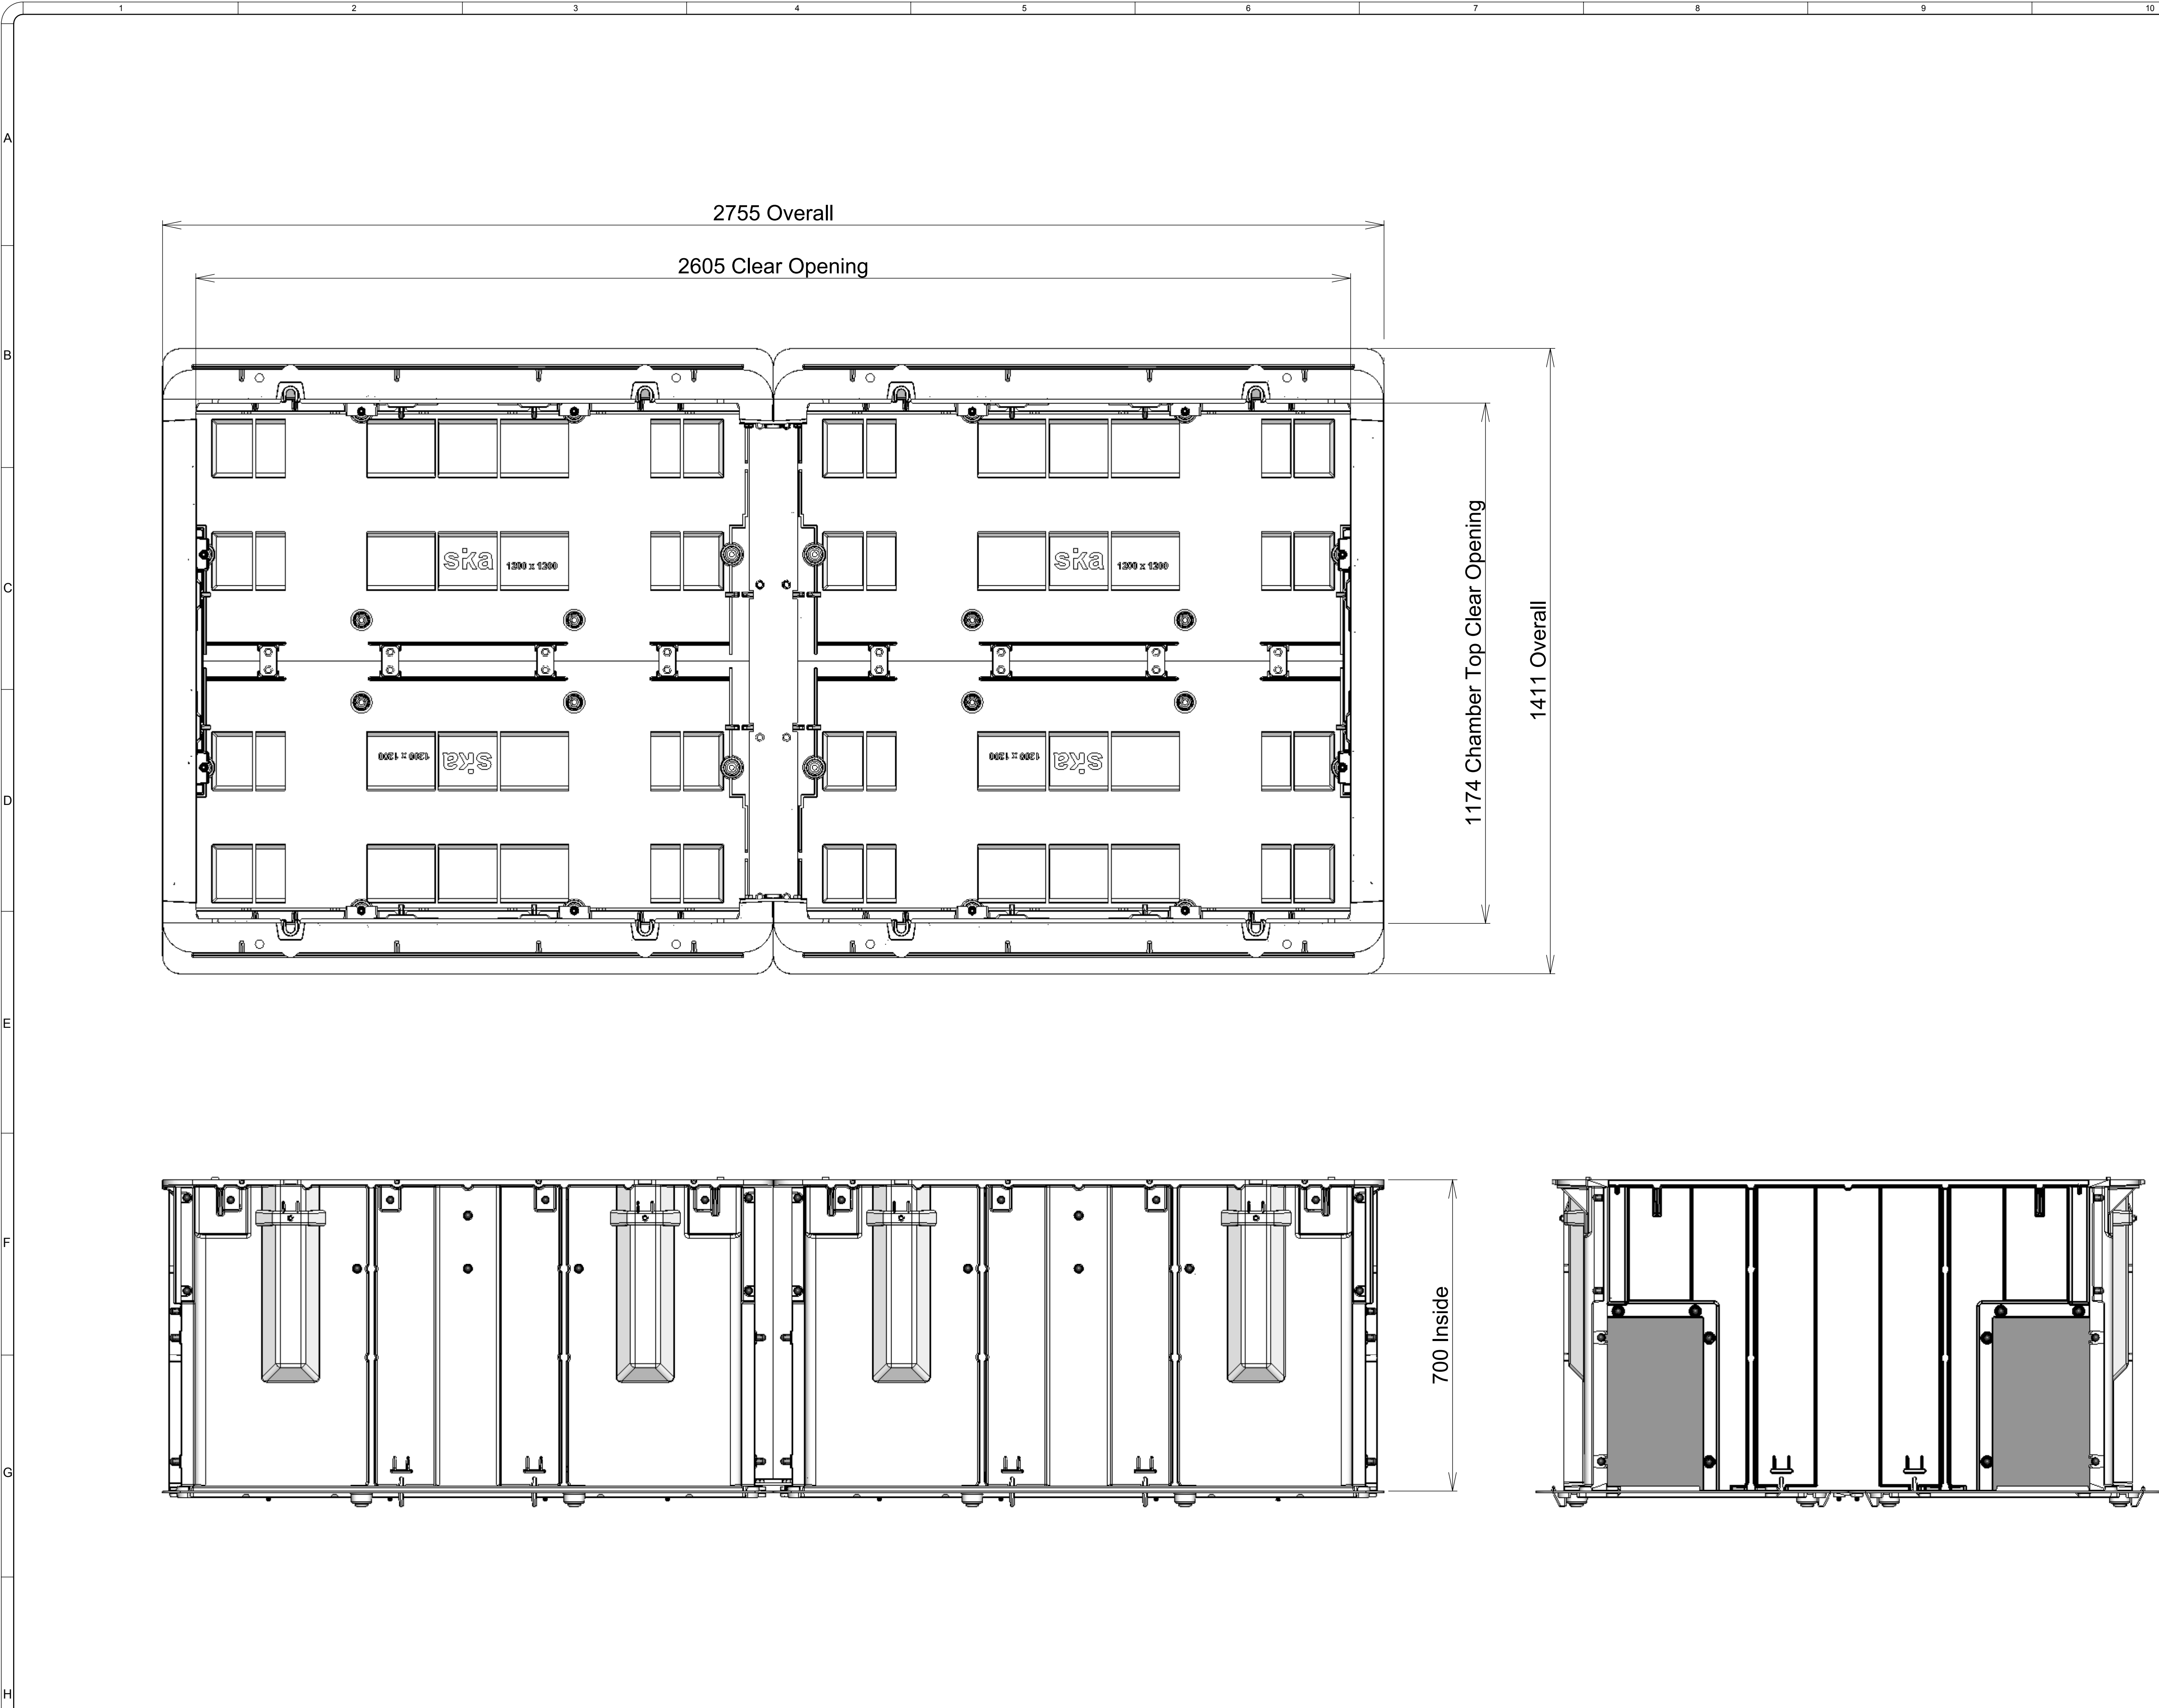 1 2 3 4 5 6 7 8 9 10
A
2755 Overall
2605 Clear Opening
B
C
ska 1200 x 1200
ska 1200 x 1200
1174 Chamber Top Clear Opening
1411 Overall
D
ska 1200 x 1200
ska 1200 x 1200
E
F
700 Inside
G
H